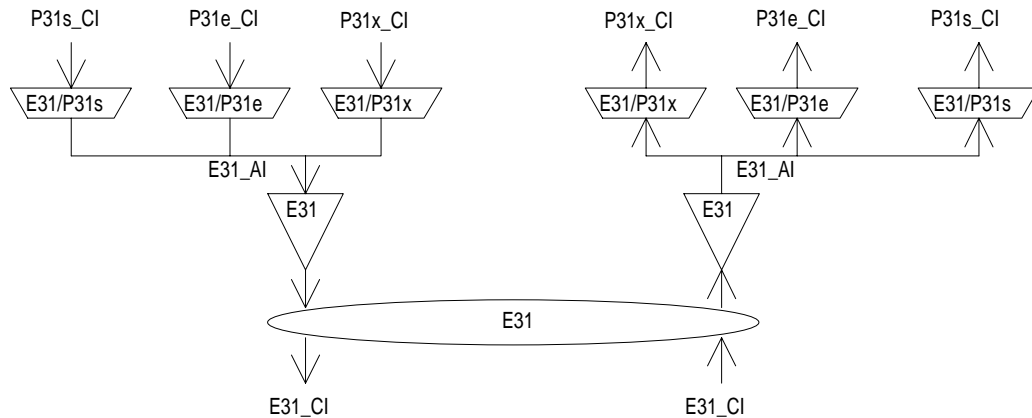 P31s_CI P31e_CI P31x_CI P31x_CI P31e_CI P31s_CI
E31/P31s E31/P31e E31/P31x E31/P31x E31/P31e E31/P31s
E31_AI E31_AI
E31 E31
E31
E31_CI E31_CI